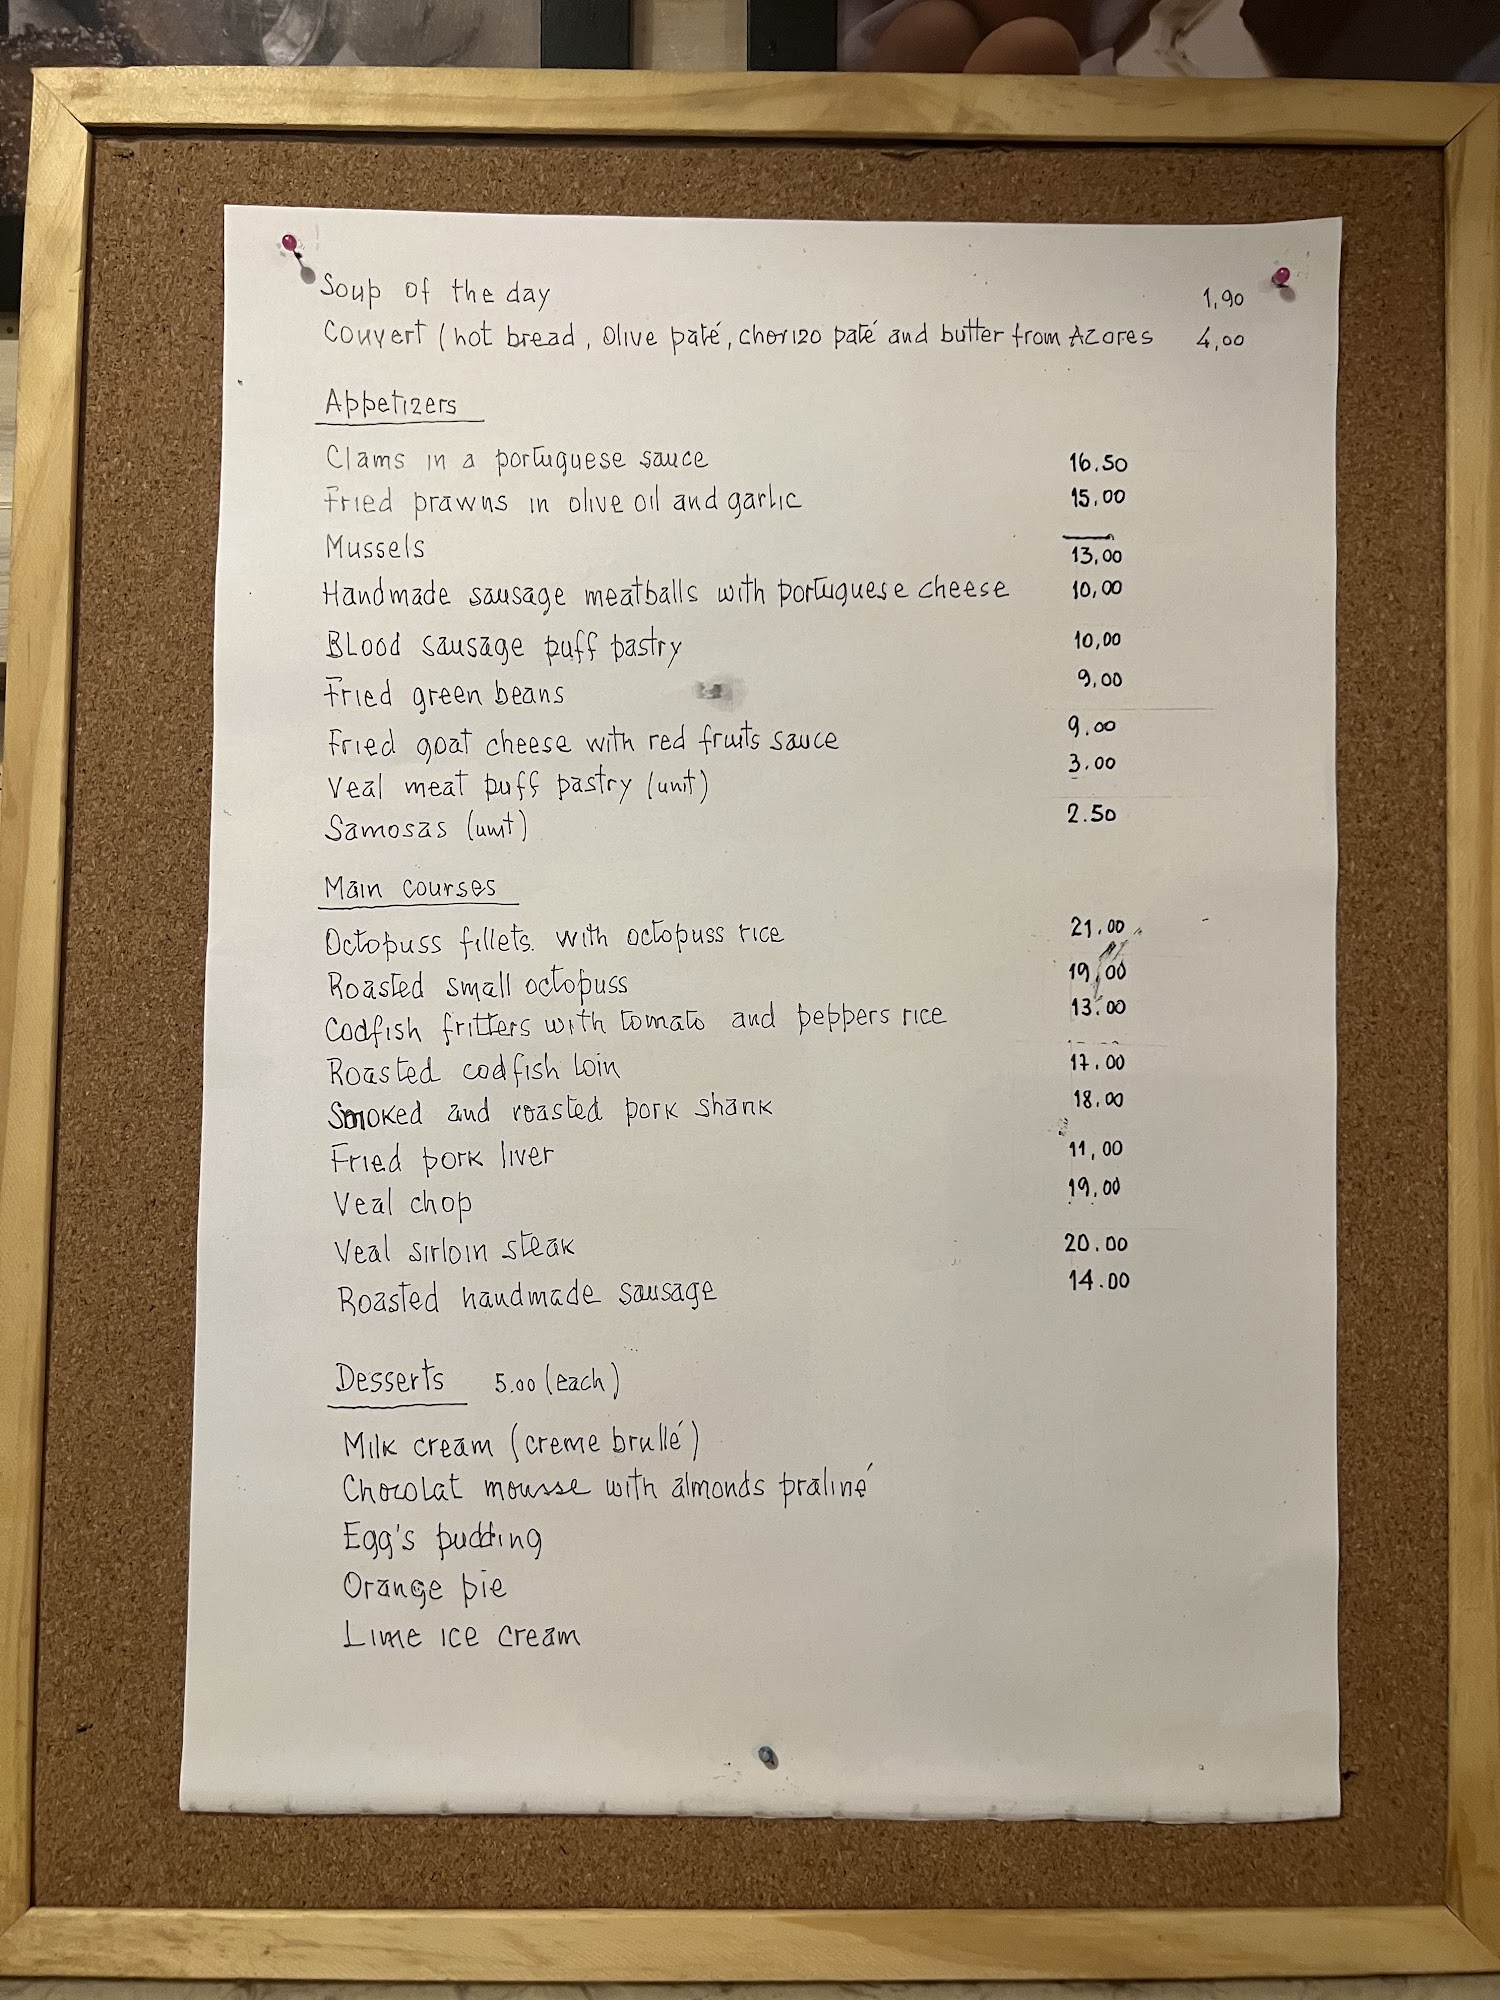 Soup of the day 1,90
Couvert (hot bread, Olive paté, chorizo paté and butter from Azores 4,00
Appetizers
Clams in a portuguese sauce 16.50
Fried prawns in olive oil and garlic 15,00
Mussels 13,00
Handmade sausage meatballs with portuguese cheese 10,00
Blood sausage puff pastry 10,00
Fried green beans 9,00
Fried goat cheese with red fruits sauce 9.00
Veal meat puff pastry (unit) 3.00
Samosas (unit) 2.50
Main courses
Octopuss fillets with octopuss rice 21.00
Roasted small octopuss 19,00
Codfish fritters with tomato and peppers rice 13.00
Roasted codfish loin 17.00
Smoked and roasted pork shank 18.00
Fried pork liver 11,00
Veal chop 19.00
Veal sirloin steak 20.00
Roasted handmade sausage 14.00
Desserts 5.00 (each)
Milk cream (creme brullé)
Chocolat mousse with almonds praliné
Egg's pudding
Orange pie
Lime ice cream